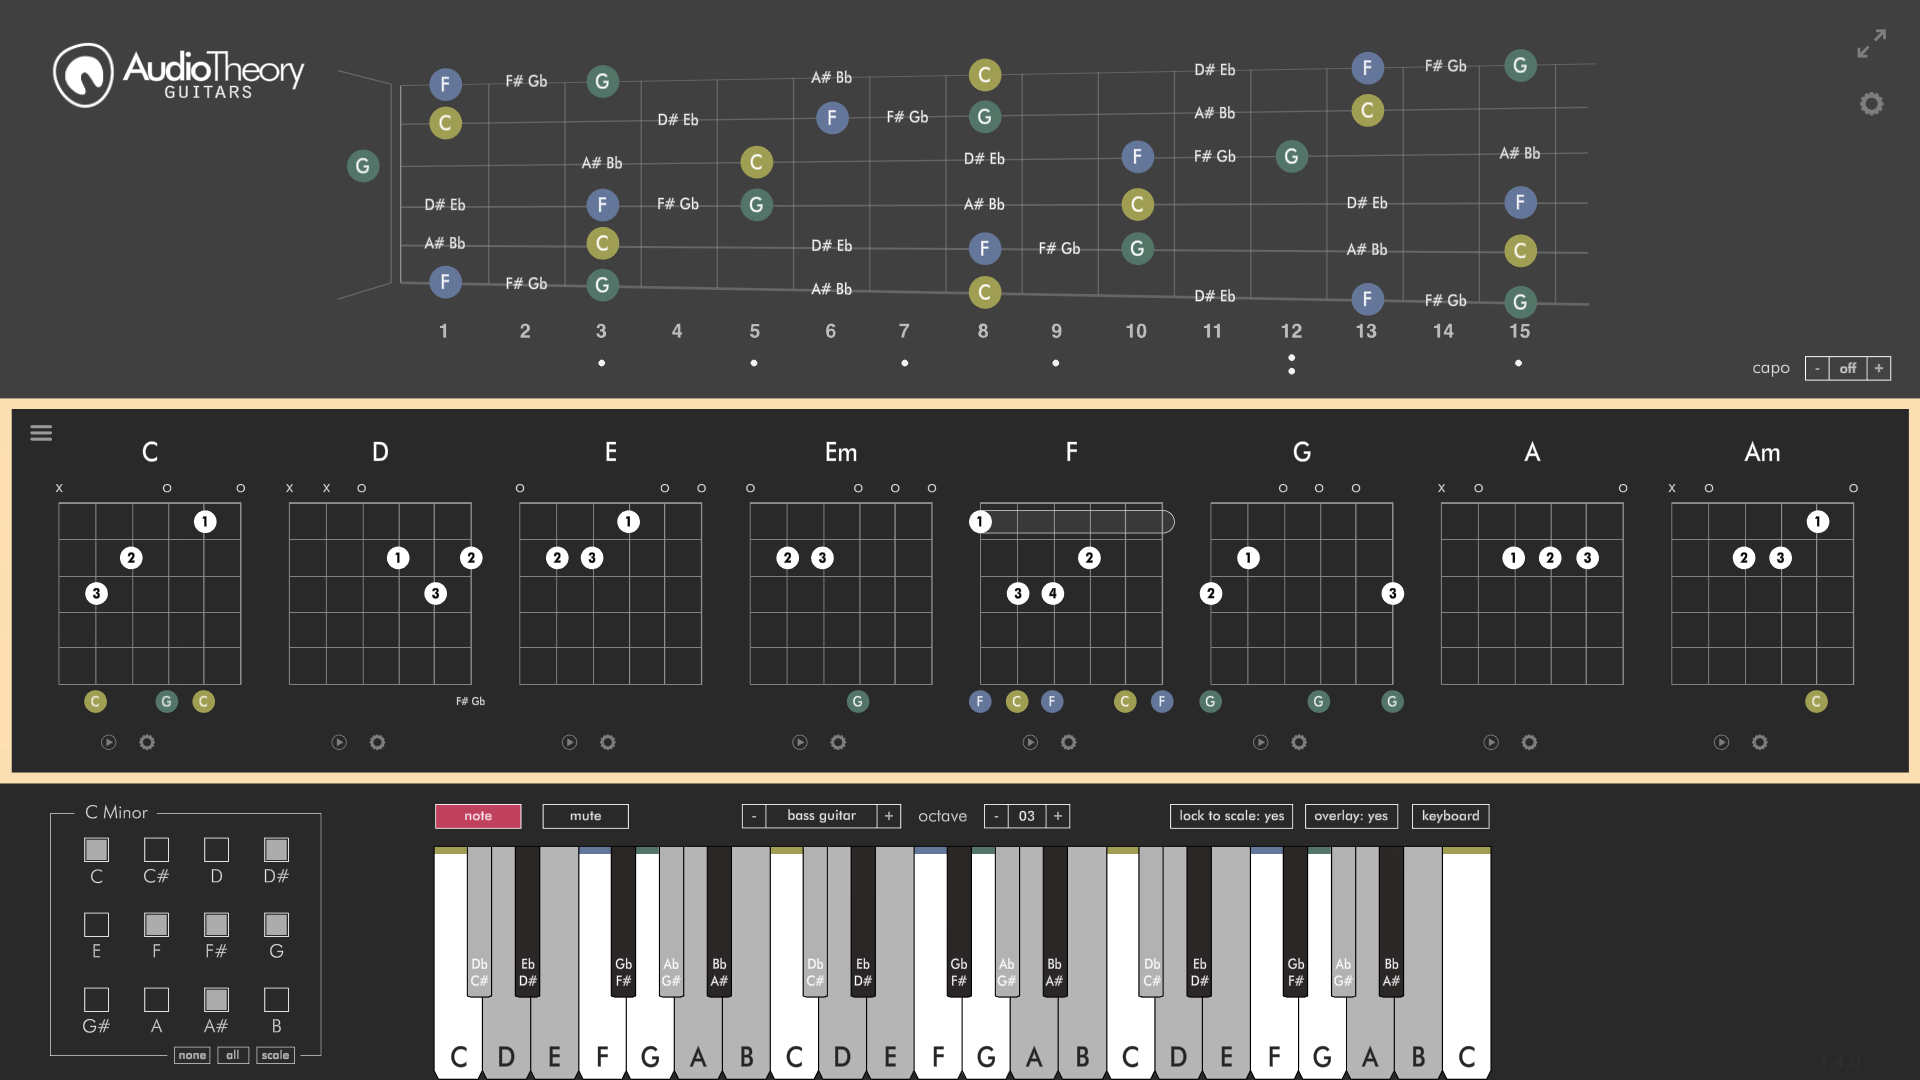 AudioTheory
GUITARS
F F# Gb G A# Bb C D# Eb F F# Gb G
C D# Eb F F# Gb G A# Bb C
G A# Bb C D# Eb F F# Gb G A# Bb
D# Eb F F# Gb G A# Bb C D# Eb F
A# Bb C D# Eb F F# Gb G A# Bb C
F F# Gb G A# Bb C D# Eb F F# Gb G
1 2 3 4 5 6 7 8 9 10 11 12 13 14 15
capo - off +
C D E Em F G A Am
x o o x x o o o o o o o o o o o x o o x o o
1 1 1 1
2 1 2 2 3 2 3 2 1 1 2 3 2 3
3 3 3 4 2 3
C G C F# Gb G F C F C F G G G C
C Minor
C C# D D#
E F F# G
G# A A# B
none all scale
note mute - bass guitar + octave - 03 + lock to scale: yes overlay: yes keyboard
Db Eb Gb Ab Bb Db Eb Gb Ab Bb Db Eb Gb Ab Bb
C# D# F# G# A# C# D# F# G# A# C# D# F# G# A#
C D E F G A B C D E F G A B C D E F G A B C
1.4.0